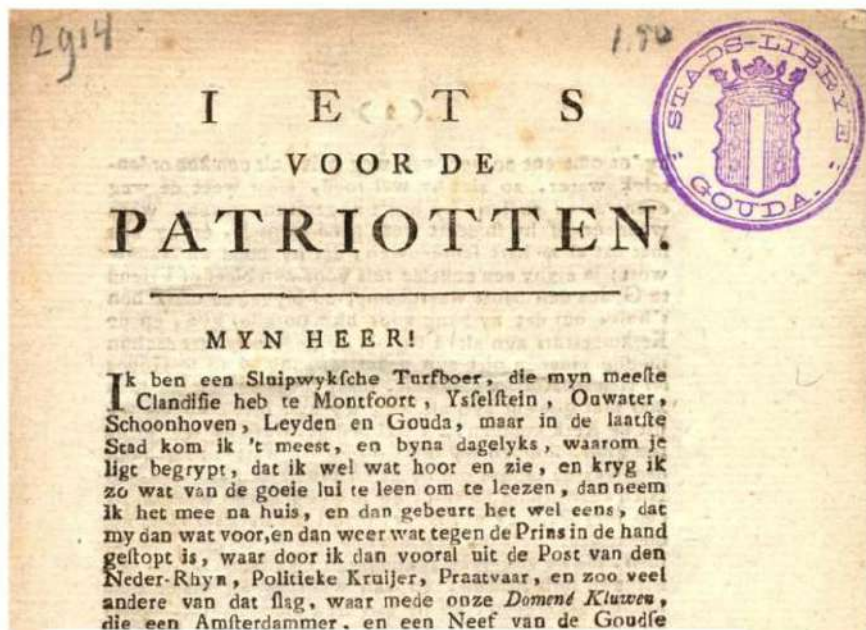 2914
1.50
STADS-LIBRYE
GOUDA.
I E T S
VOOR DE
PATRIOTTEN.
MYN HEER!
Ik ben een Sluipwykſche Turfboer, die myn meeſte
Clandiſie heb te Montfoort, Ysſelſtein, Ouwater,
Schoonhoven, Leyden en Gouda, maar in de laatſte
Stad kom ik 't meest, en byna dagelyks, waarom je
ligt begrypt, dat ik wel wat hoor en zie, en kryg ik
zo wat van de goeie lui te leen om te leezen, dan neem
ik het mee na huis, en dan gebeurt het wel eens, dat
my dan wat voor, en dan weer wat tegen de Prins in de hand
geſtopt is, waar door ik dan vooral uit de Post van den
Neder-Rhyn, Politieke Kruijer, Praatvaar, en zoo veel
andere van dat ſlag, waar mede onze Domené Kluwen,
die een Amſterdammer, en een Neef van de Goudſe